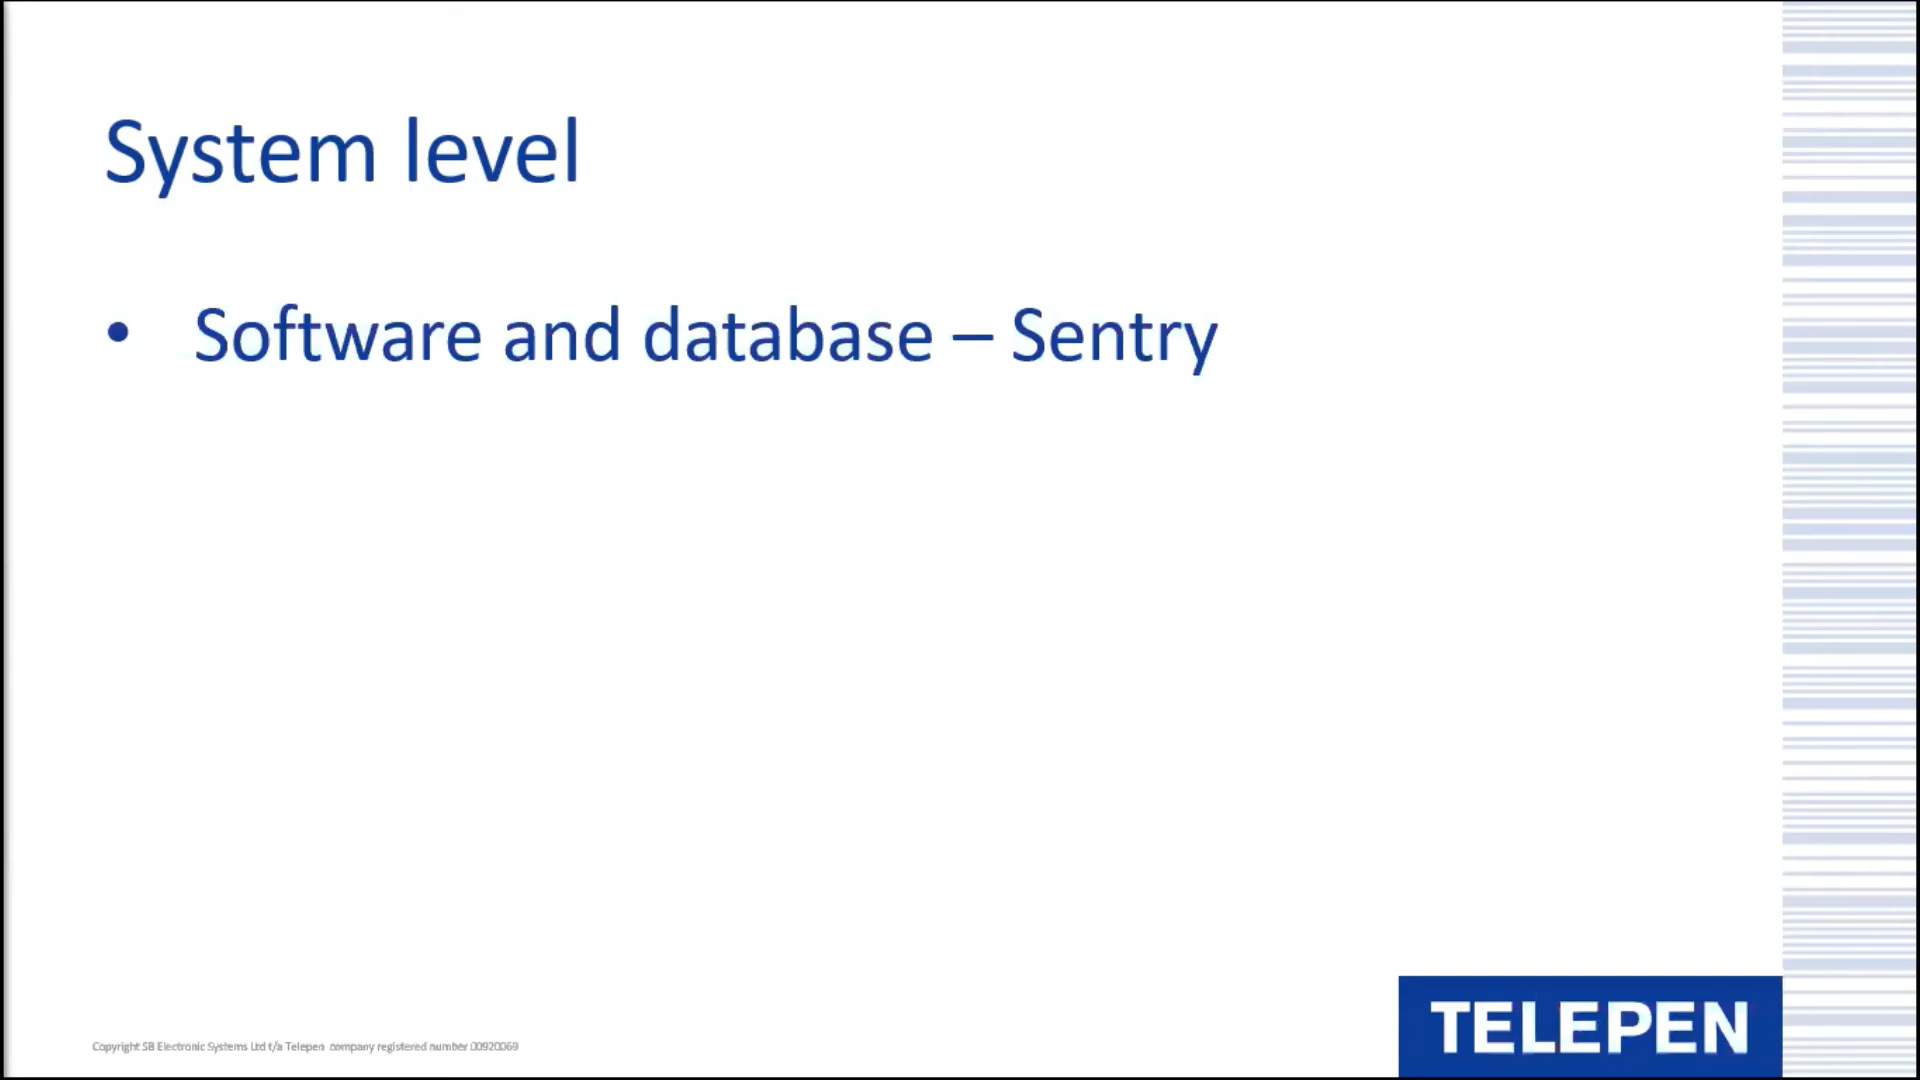 System level
• Software and database – Sentry
Copyright SB Electronic Systems Ltd t/a Telepen company registered number 00920069
TELEPEN